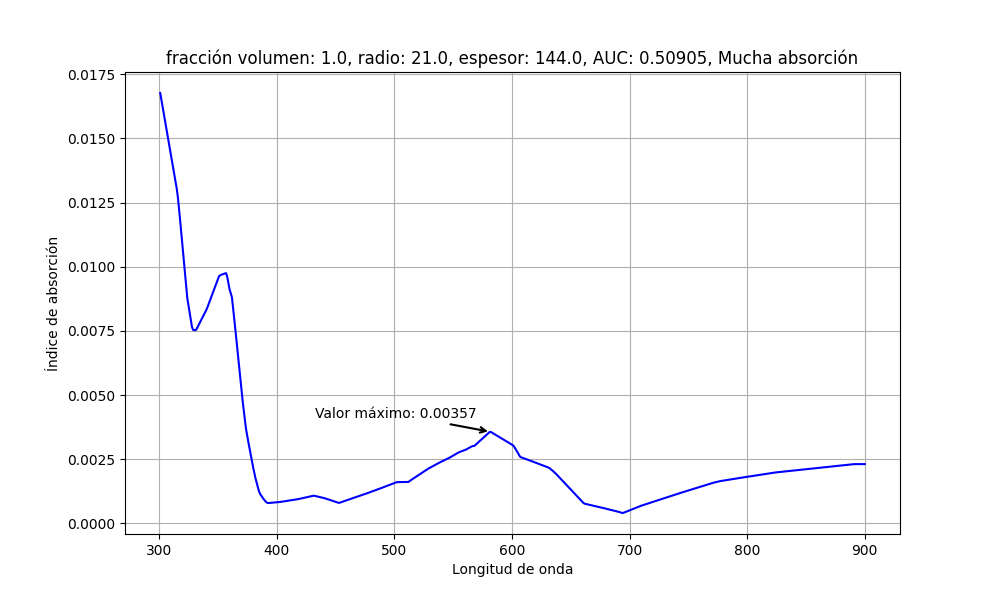 fracción volumen: 1.0, radio: 21.0, espesor: 144.0, AUC: 0.50905, Mucha absorción
0.0175
0.0150
0.0125
0.0100
0.0075
0.0050
0.0025
0.0000
Índice de absorción
Valor máximo: 0.00357
300 400 500 600 700 800 900
Longitud de onda